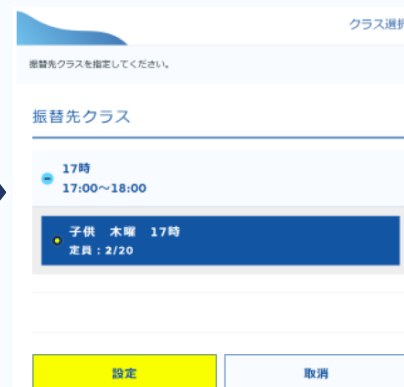 クラス選択
振替先クラスを指定してください。
振替先クラス
17時
17:00〜18:00
子供 木曜 17時
定員：2/20
設定
取消